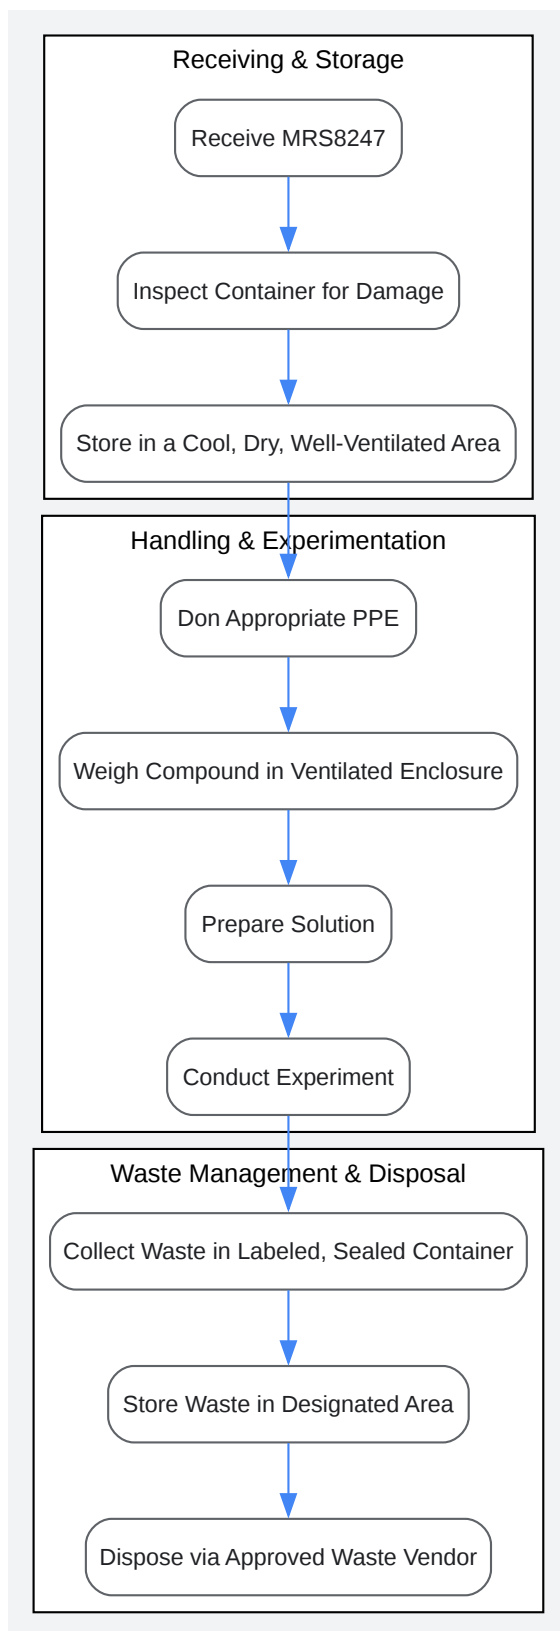 Receiving & Storage
Receive MRS8247
Inspect Container for Damage
Store in a Cool, Dry, Well-Ventilated Area
Handling & Experimentation
Don Appropriate PPE
Weigh Compound in Ventilated Enclosure
Prepare Solution
Conduct Experiment
Waste Management & Disposal
Collect Waste in Labeled, Sealed Container
Store Waste in Designated Area
Dispose via Approved Waste Vendor